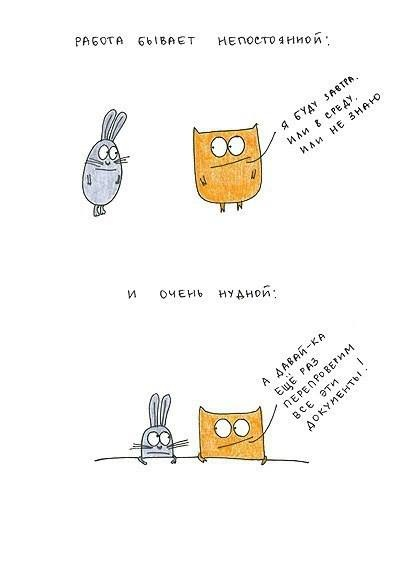 РАБОТА БЫВАЕТ НЕПОСТОЯННОЙ:
Я БУДУ ЗАВТРА.
ИЛИ В СРЕДУ.
ИЛИ НЕ ЗНАЮ
И ОЧЕНЬ НУДНОЙ:
А ДАВАЙ-КА
ЕЩЁ РАЗ
ПЕРЕПРОВЕРИМ
ВСЕ ЭТИ
ДОКУМЕНТЫ!